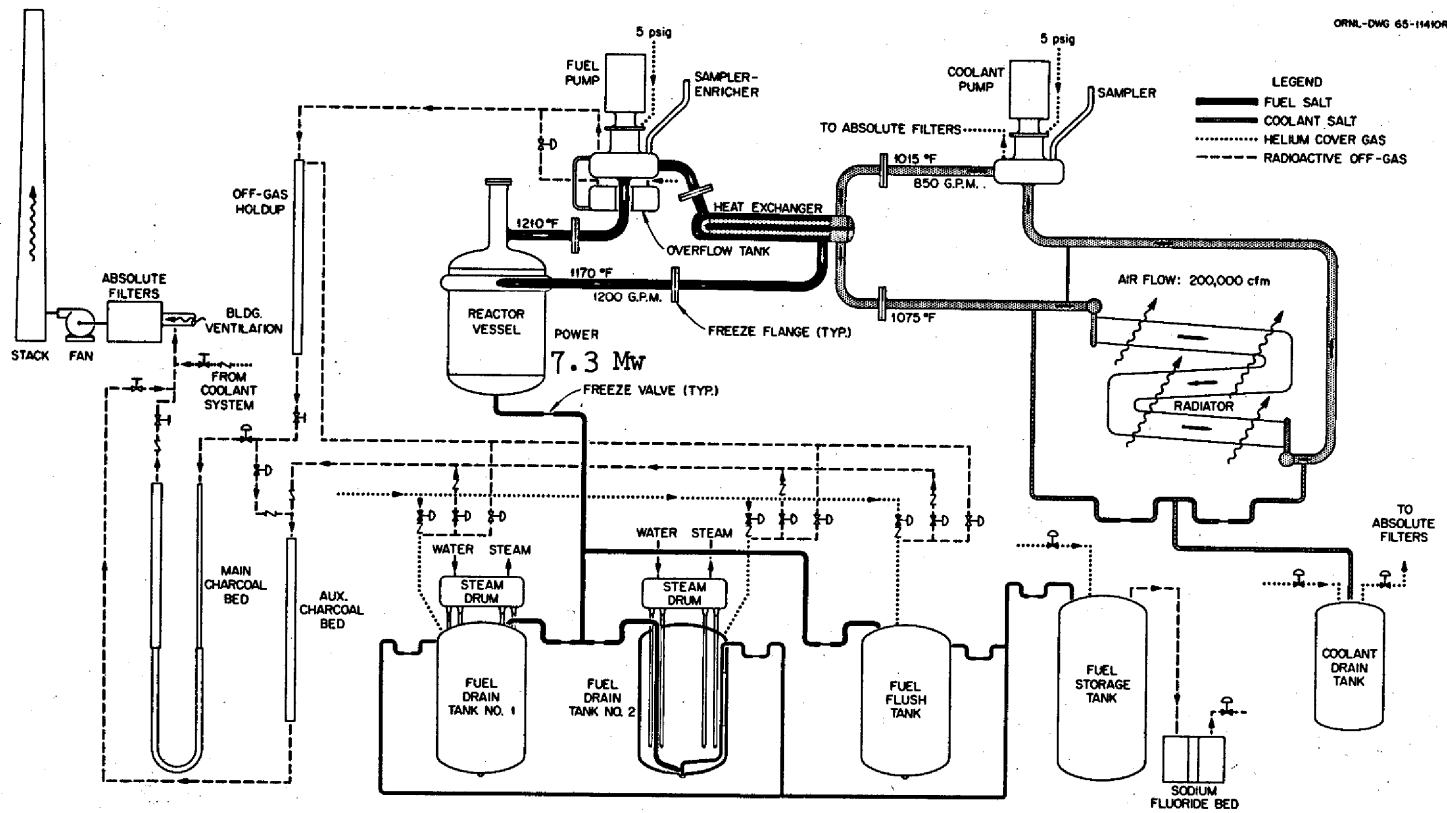 ORNL-DWG 65-11410R
5 psig
FUEL
PUMP
SAMPLER-
ENRICHER
5 psig
COOLANT
PUMP
SAMPLER
LEGEND
FUEL SALT
COOLANT SALT
HELIUM COVER GAS
RADIOACTIVE OFF-GAS
TO ABSOLUTE FILTERS
1015 °F
850 G.P.M.
OFF-GAS
HOLDUP
1210 °F
HEAT EXCHANGER
OVERFLOW TANK
1170 °F
1200 G.P.M.
1075 °F
FREEZE FLANGE (TYP.)
AIR FLOW: 200,000 cfm
RADIATOR
REACTOR
VESSEL
POWER
7.3 Mw
FREEZE VALVE (TYP.)
ABSOLUTE
FILTERS
BLDG.
VENTILATION
STACK
FAN
FROM
COOLANT
SYSTEM
MAIN
CHARCOAL
BED
AUX.
CHARCOAL
BED
WATER
STEAM
STEAM
DRUM
WATER
STEAM
STEAM
DRUM
FUEL
DRAIN
TANK NO. 1
FUEL
DRAIN
TANK NO. 2
FUEL
FLUSH
TANK
FUEL
STORAGE
TANK
SODIUM
FLUORIDE BED
COOLANT
DRAIN
TANK
TO
ABSOLUTE
FILTERS